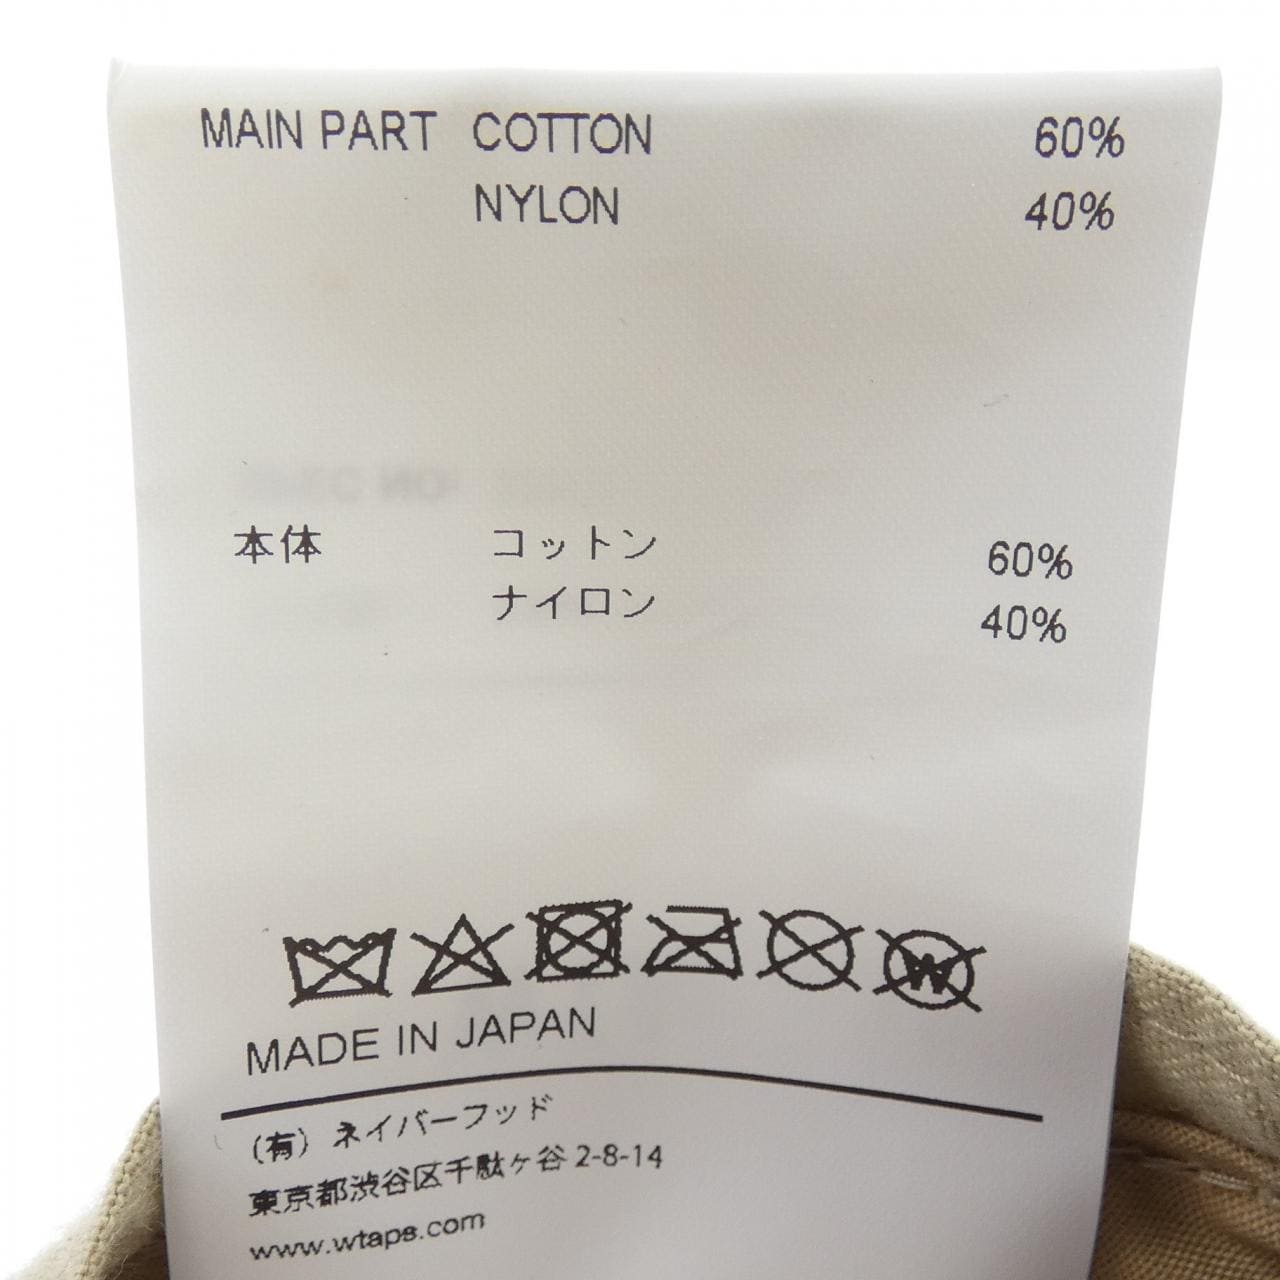 MAIN PART COTTON 60%
NYLON 40%
本体 コットン 60%
ナイロン 40%
W
MADE IN JAPAN
(有) ネイバーフッド
東京都渋谷区千駄ヶ谷 2-8-14
www.wtaps.com